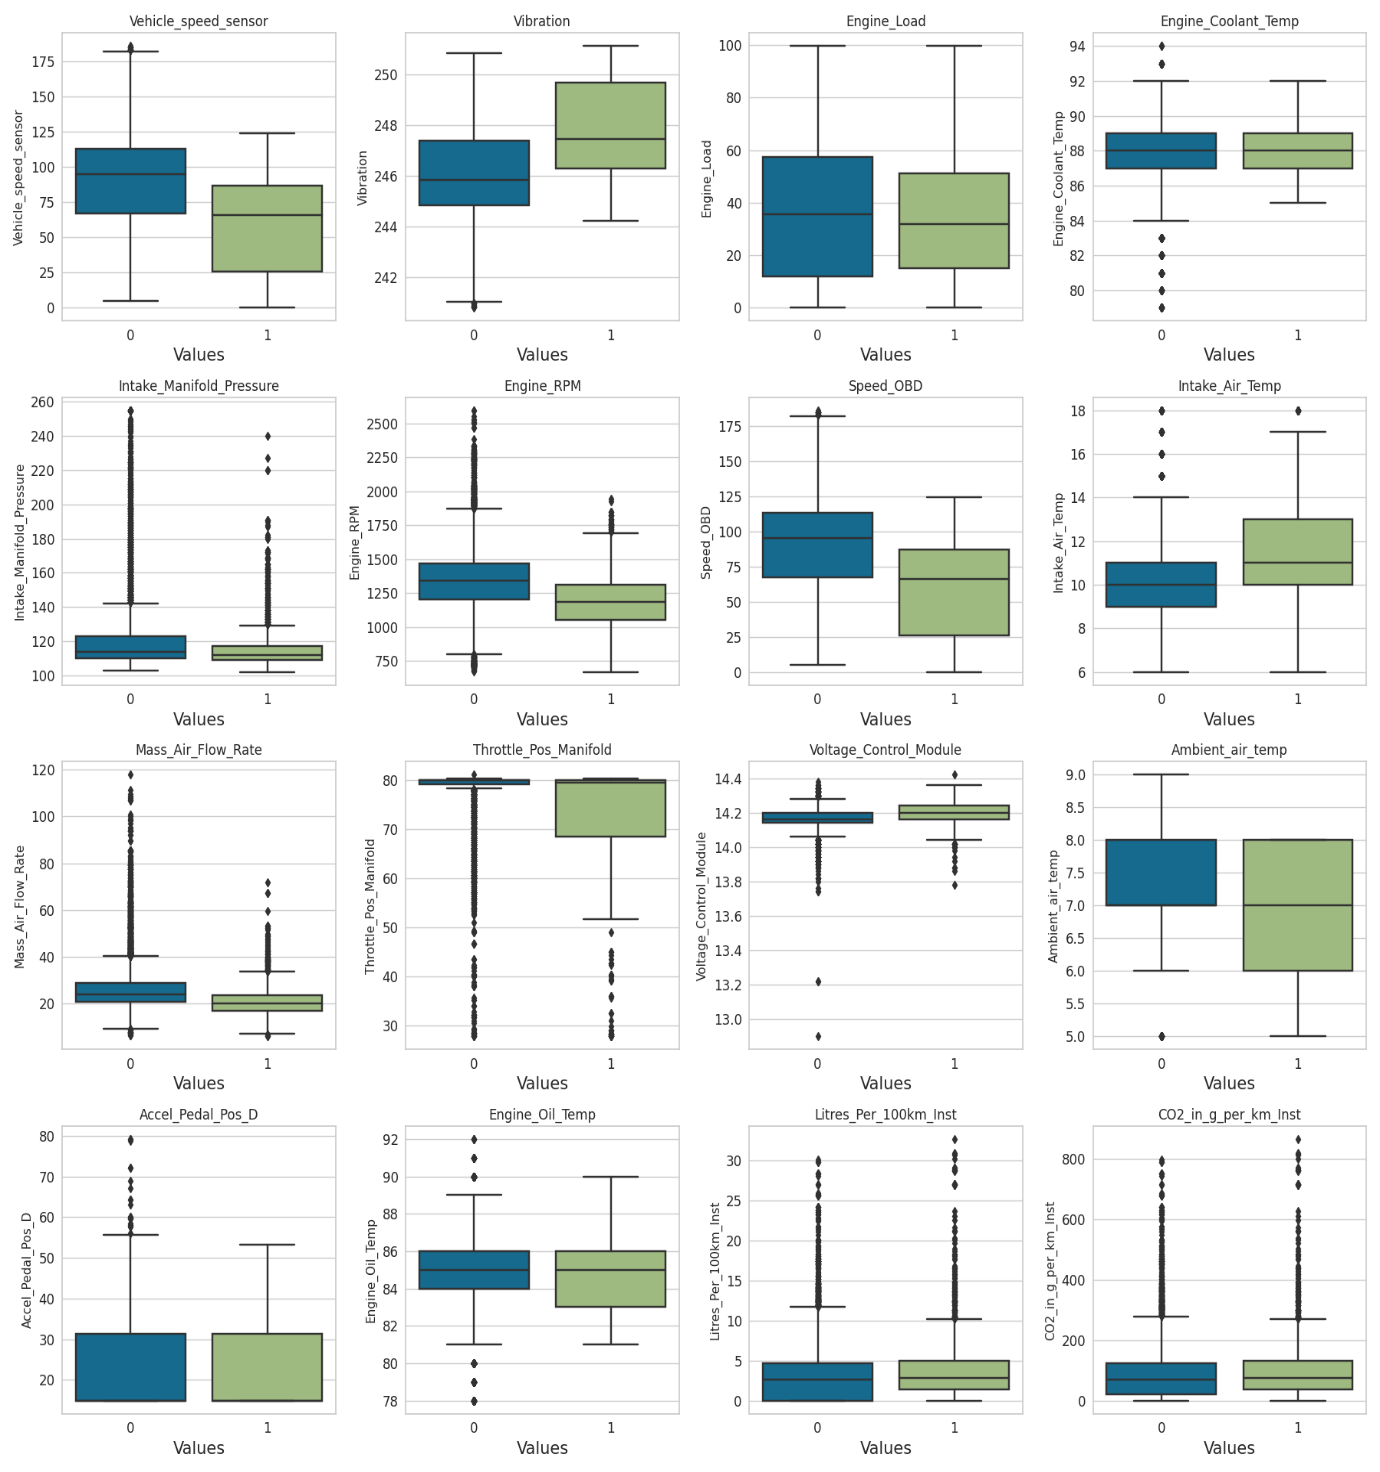 Vehicle_speed_sensor
Vehicle_speed_sensor
175
150
125
100
75
50
25
0
0 1
Values
Vibration
Vibration
250
248
246
244
242
0 1
Values
Engine_Load
Engine_Load
100
80
60
40
20
0
0 1
Values
Engine_Coolant_Temp
Engine_Coolant_Temp
94
92
90
88
86
84
82
80
0 1
Values
Intake_Manifold_Pressure
Intake_Manifold_Pressure
260
240
220
200
180
160
140
120
100
0 1
Values
Engine_RPM
Engine_RPM
2500
2250
2000
1750
1500
1250
1000
750
0 1
Values
Speed_OBD
Speed_OBD
175
150
125
100
75
50
25
0
0 1
Values
Intake_Air_Temp
Intake_Air_Temp
18
16
14
12
10
8
6
0 1
Values
Mass_Air_Flow_Rate
Mass_Air_Flow_Rate
120
100
80
60
40
20
0 1
Values
Throttle_Pos_Manifold
Throttle_Pos_Manifold
80
70
60
50
40
30
0 1
Values
Voltage_Control_Module
Voltage_Control_Module
14.4
14.2
14.0
13.8
13.6
13.4
13.2
13.0
0 1
Values
Ambient_air_temp
Ambient_air_temp
9.0
8.5
8.0
7.5
7.0
6.5
6.0
5.5
5.0
0 1
Values
Accel_Pedal_Pos_D
Accel_Pedal_Pos_D
80
70
60
50
40
30
20
0 1
Values
Engine_Oil_Temp
Engine_Oil_Temp
92
90
88
86
84
82
80
78
0 1
Values
Litres_Per_100km_Inst
Litres_Per_100km_Inst
30
25
20
15
10
5
0
0 1
Values
CO2_in_g_per_km_Inst
CO2_in_g_per_km_Inst
800
600
400
200
0
0 1
Values